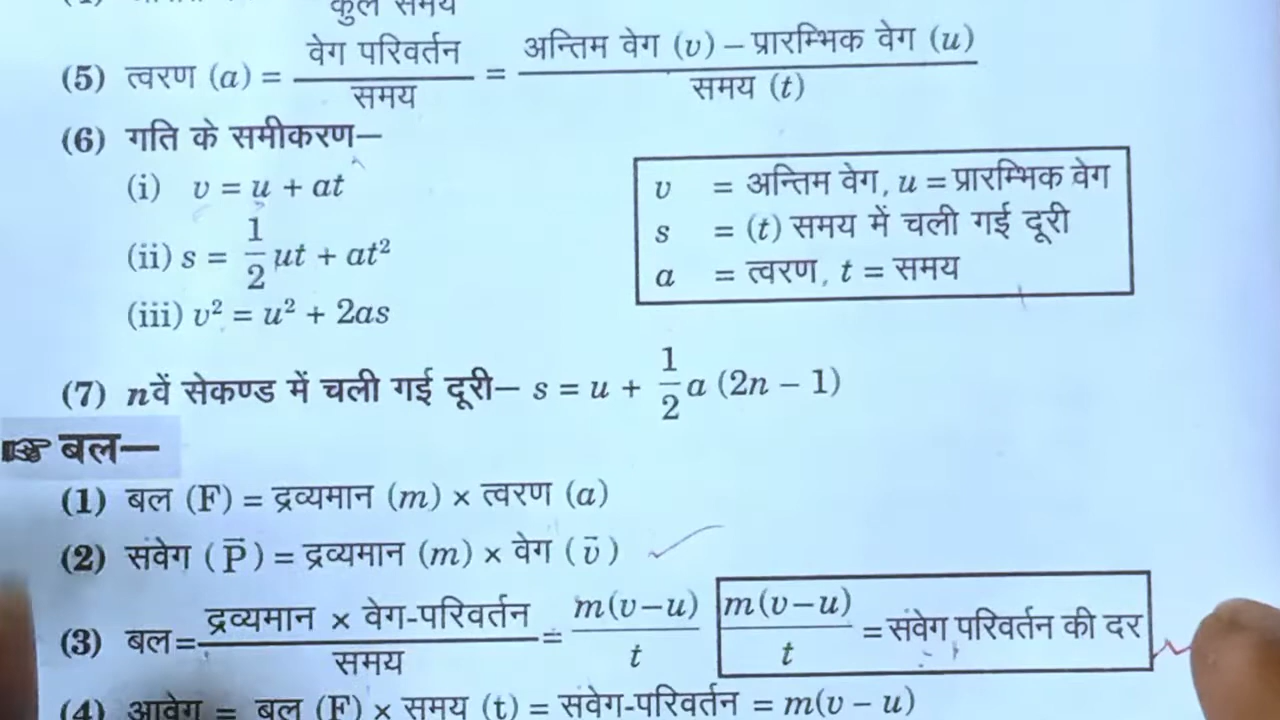 कुल समय
(5) त्वरण (a) = वेग परिवर्तन / समय = अन्तिम वेग (v) – प्रारम्भिक वेग (u) / समय (t)
(6) गति के समीकरण–
(i) v = u + at
(ii) s = 1/2 ut + at²
(iii) v² = u² + 2as
v = अन्तिम वेग, u = प्रारम्भिक वेग
s = (t) समय में चली गई दूरी
a = त्वरण, t = समय
(7) nवें सेकण्ड में चली गई दूरी– s = u + 1/2 a (2n – 1)
☞ बल–
(1) बल (F) = द्रव्यमान (m) × त्वरण (a)
(2) संवेग (P̄) = द्रव्यमान (m) × वेग (v̄)
(3) बल = द्रव्यमान × वेग-परिवर्तन / समय = m(v–u) / t
m(v–u) / t = संवेग परिवर्तन की दर
(4) आवेग = बल (F) × समय (t) = संवेग-परिवर्तन = m(v – u)